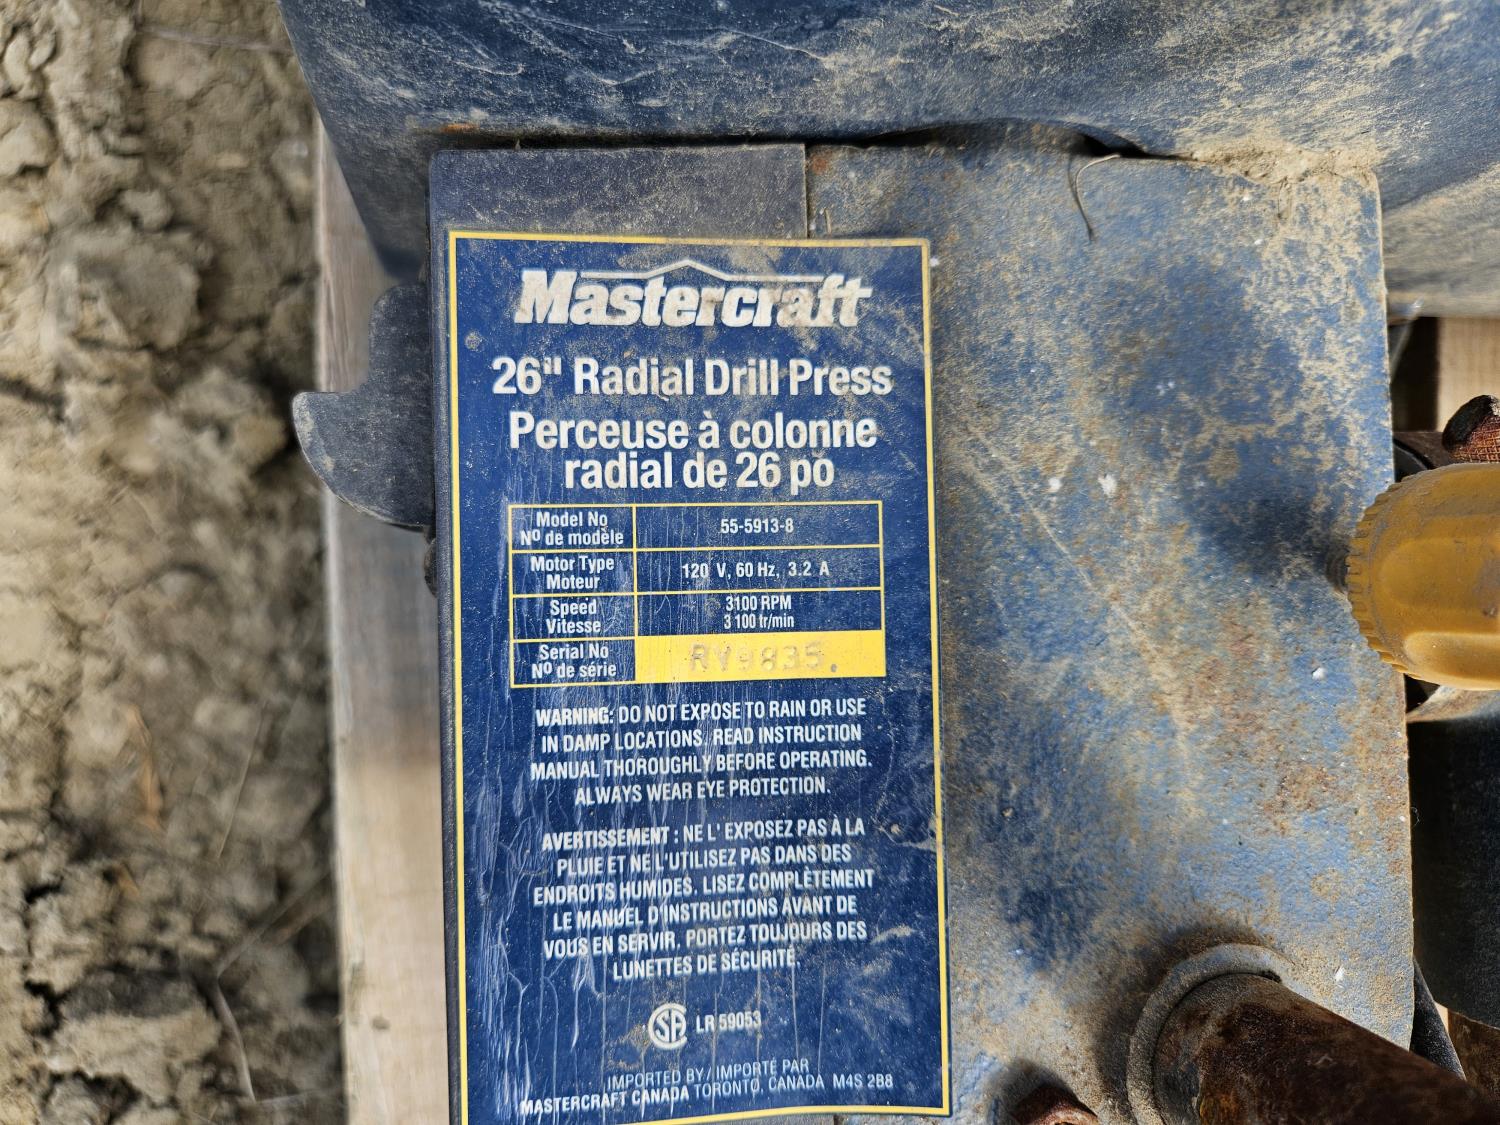 Mastercraft
26" Radial Drill Press
Perceuse à colonne
radial de 26 po
Model No
Nº de modèle
55-5913-8
Motor Type
Moteur
120 V, 60 Hz, 3.2 A
Speed
Vitesse
3100 RPM
3 100 tr/min
Serial No
Nº de série
RY9835
WARNING: DO NOT EXPOSE TO RAIN OR USE
IN DAMP LOCATIONS. READ INSTRUCTION
MANUAL THOROUGHLY BEFORE OPERATING.
ALWAYS WEAR EYE PROTECTION.
AVERTISSEMENT : NE L' EXPOSEZ PAS À LA
PLUIE ET NE L'UTILISEZ PAS DANS DES
ENDROITS HUMIDES. LISEZ COMPLÈTEMENT
LE MANUEL D'INSTRUCTIONS AVANT DE
VOUS EN SERVIR. PORTEZ TOUJOURS DES
LUNETTES DE SÉCURITÉ.
SA LR 59053
IMPORTED BY / IMPORTÉ PAR
MASTERCRAFT CANADA TORONTO, CANADA M4S 2B8